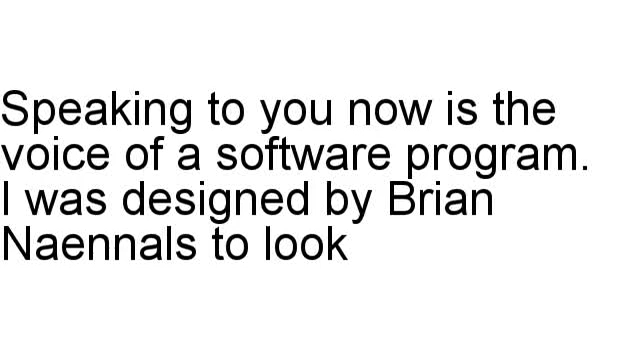 Speaking to you now is the
voice of a software program.
I was designed by Brian
Naennals to look